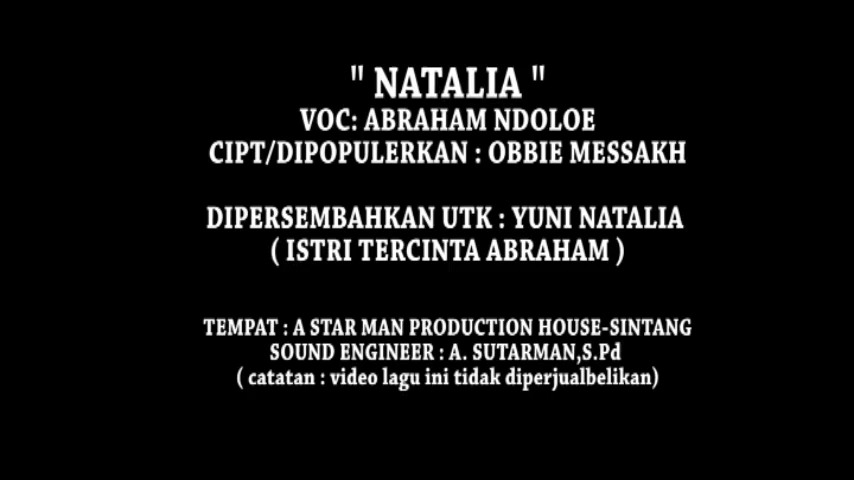 " NATALIA "
VOC: ABRAHAM NDOLOE
CIPT/DIPOPULERKAN : OBBIE MESSAKH
DIPERSEMBAHKAN UTK : YUNI NATALIA
( ISTRI TERCINTA ABRAHAM )
TEMPAT : A STAR MAN PRODUCTION HOUSE-SINTANG
SOUND ENGINEER : A. SUTARMAN,S.Pd
( catatan : video lagu ini tidak diperjualbelikan)